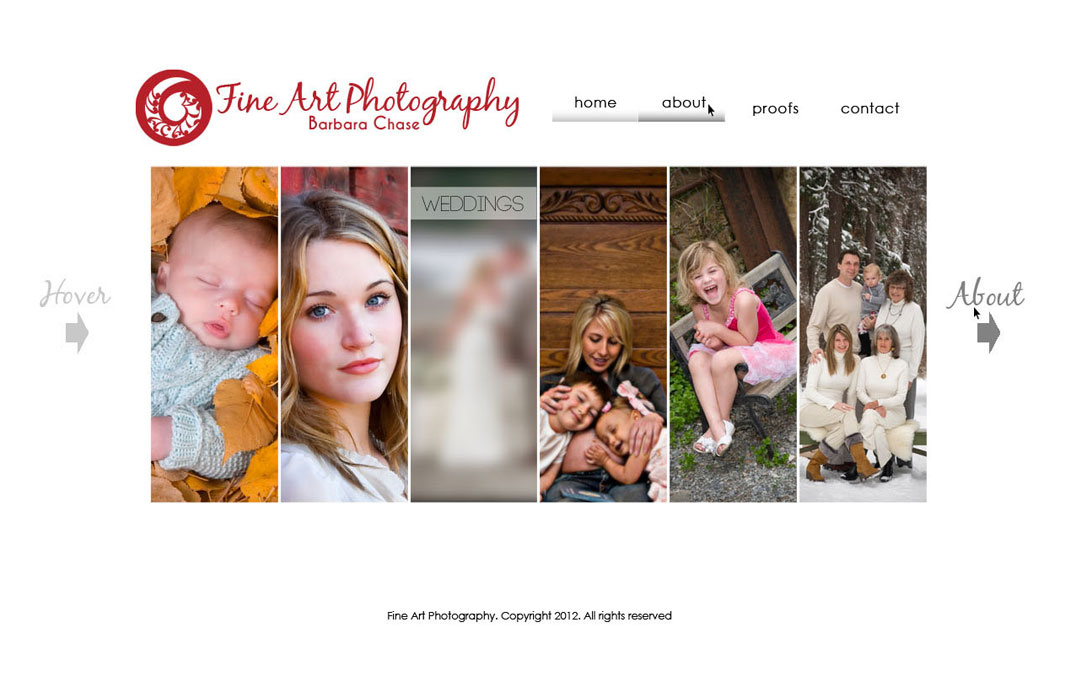 Fine Art Photography
Barbara Chase
home
about
proofs
contact
WEDDINGS
Hover
About
Fine Art Photography. Copyright 2012. All rights reserved